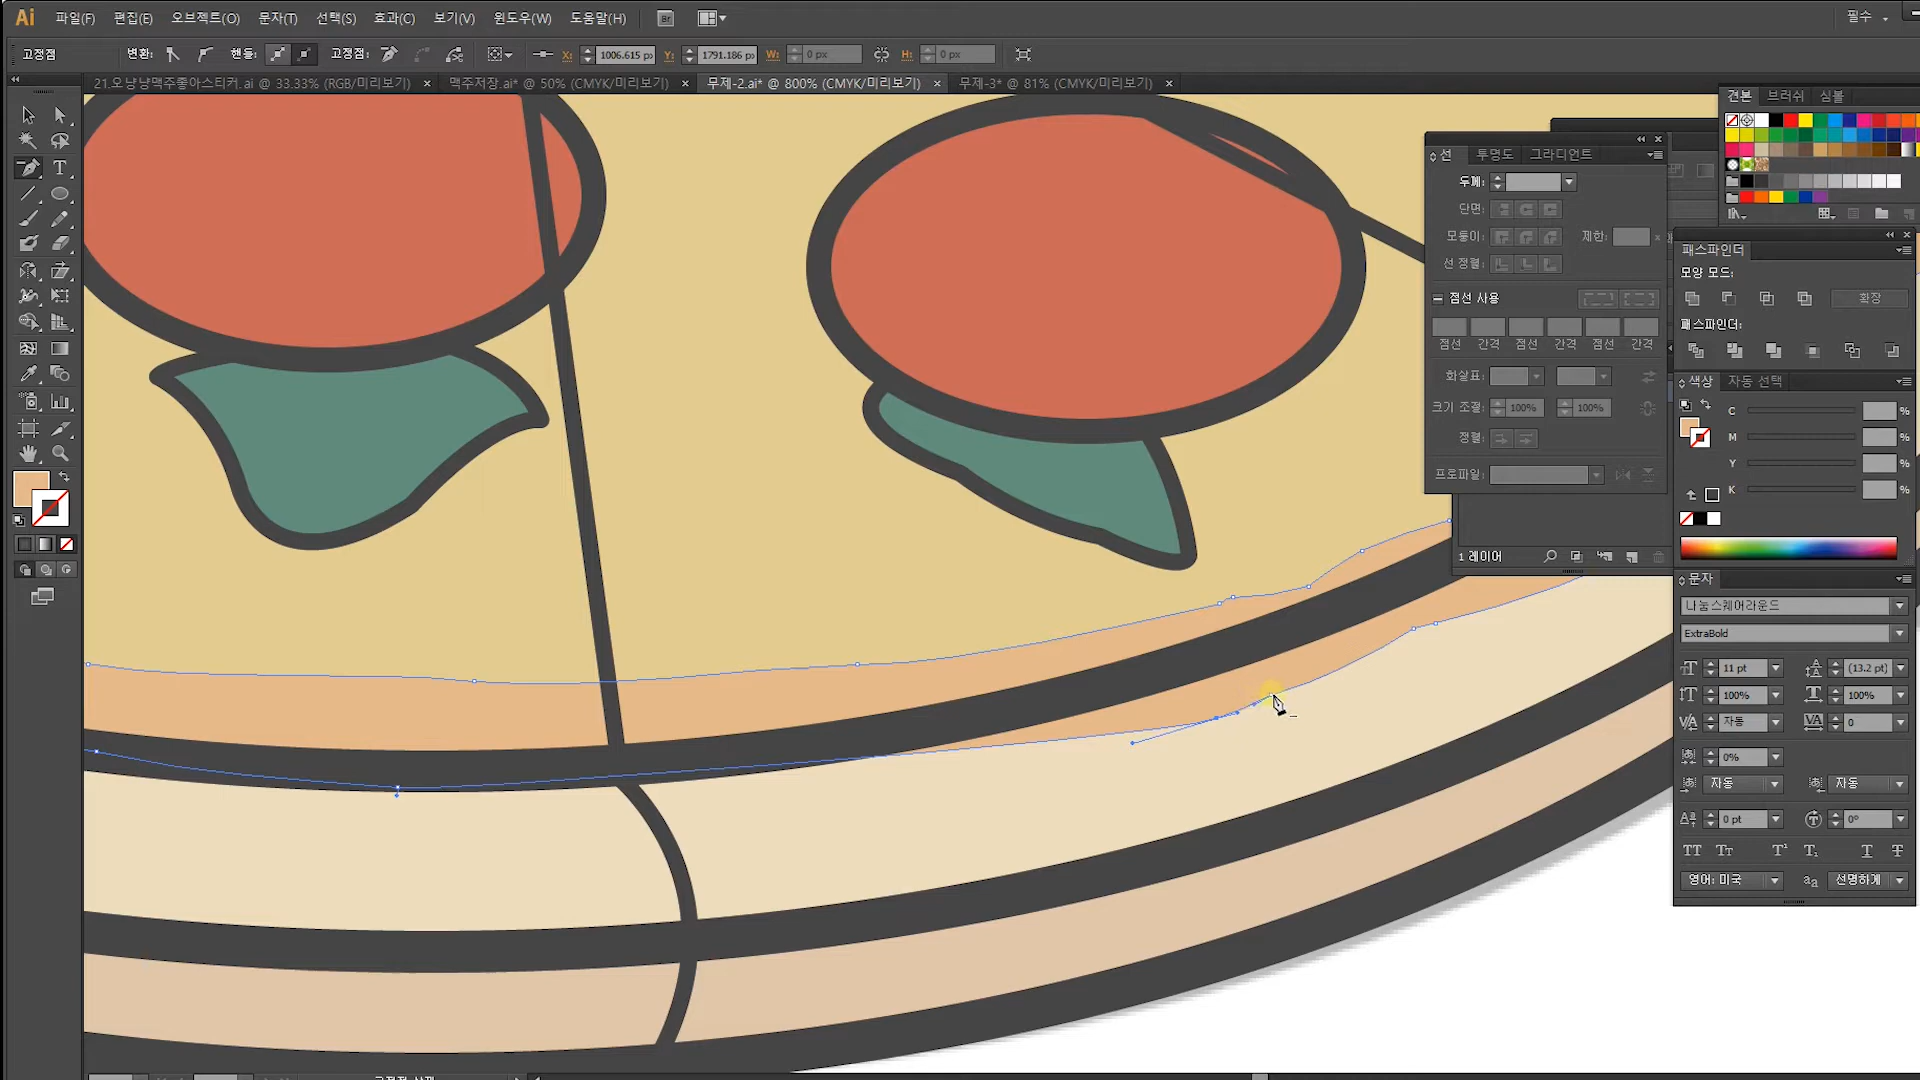 Ai 파일(F) 편집(E) 오브젝트(O) 문자(T) 선택(S) 효과(C) 보기(V) 윈도우(W) 도움말(H) Br 필수
고정점 변환: 핸들: 고정점: X: 1006.615 px Y: 1791.186 px W: 0 px H: 0 px
21.오냥냥맥주좋아스티커.ai @ 33.33% (RGB/미리보기) × 맥주저장.ai* @ 50% (CMYK/미리보기) × 무제-2.ai* @ 800% (CMYK/미리보기) × 무제-3* @ 81% (CMYK/미리보기) ×
견본 브러쉬 심볼
선 투명도 그라디언트
두께:
단면:
모퉁이: 제한: x
선 정렬:
점선 사용
점선 간격 점선 간격 점선 간격
화살표:
크기 조절: 100% 100%
정렬:
프로파일:
1 레이어
패스파인더
모양 모드:
확장
패스파인더:
색상 자동 선택
C %
M %
Y %
K %
문자
나눔스퀘어라운드
ExtraBold
11 pt (13.2 pt)
100% 100%
자동 0
0%
자동 자동
0 pt 0°
TT Tт T¹ T₁ T T
영어: 미국 aa 선명하게